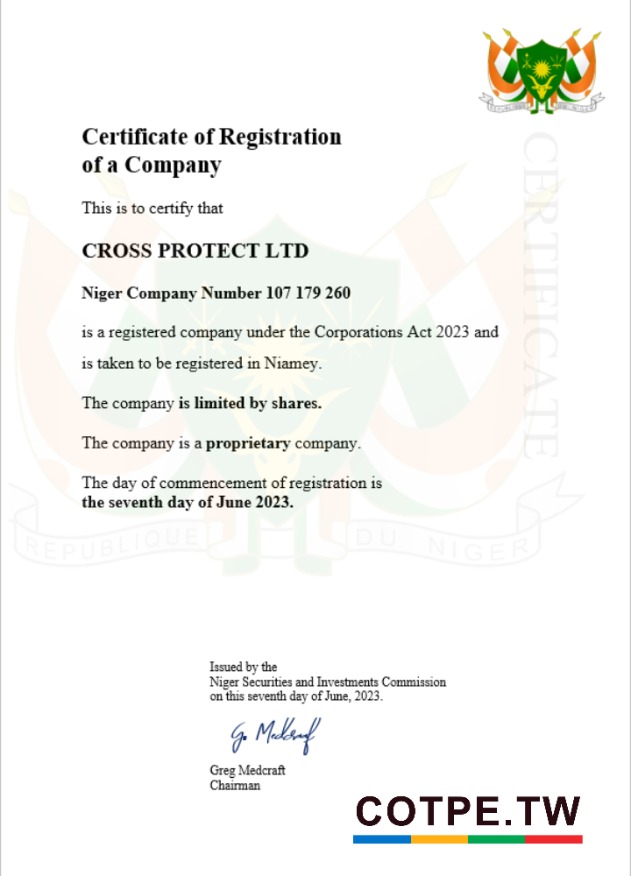 REPUBLIQUE DU NIGER
Certificate of Registration
of a Company
This is to certify that
CROSS PROTECT LTD
Niger Company Number 107 179 260
is a registered company under the Corporations Act 2023 and
is taken to be registered in Niamey.
The company is limited by shares.
The company is a proprietary company.
The day of commencement of registration is
the seventh day of June 2023.
CERTIFICATE
REPUBLIQUE DU NIGER
Issued by the
Niger Securities and Investments Commission
on this seventh day of June, 2023.
G. Medcraft
Greg Medcraft
Chairman
COTPE.TW